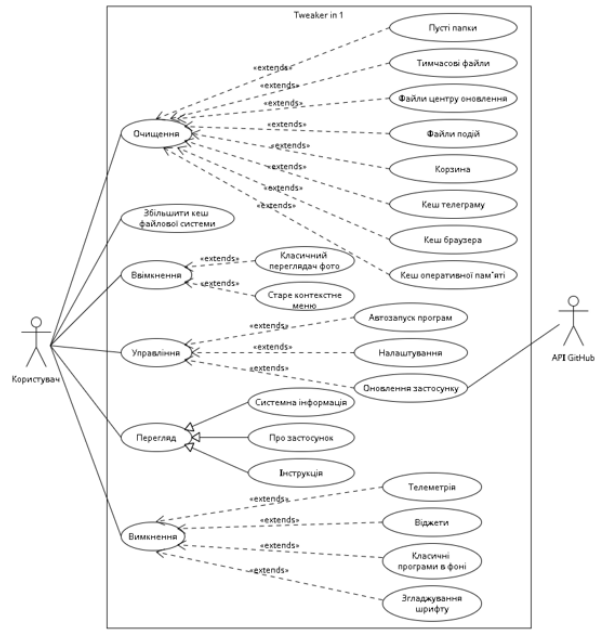 Tweaker in 1
Пусті папки
«extends»
Тимчасові файли
«extends»
Файли центру оновлення
«extends»
Файли подій
«extends»
Очищення
Корзина
«extends»
Кеш телеграму
«extends»
Кеш браузера
«extends»
Кеш оперативної пам'яті
«extends»
Збільшити кеш
файлової системи
Ввімкнення
«extends»
Класичний
переглядач фото
«extends»
Старе контекстне
меню
Управління
«extends»
Автозапуск програм
«extends»
Налаштування
«extends»
Оновлення застосунку
API GitHub
Користувач
Перегляд
Системна інформація
Про застосунок
Інструкція
Вимкнення
«extends»
Телеметрія
«extends»
Віджети
«extends»
Класичні
програми в фоні
«extends»
Згладжування
шрифту